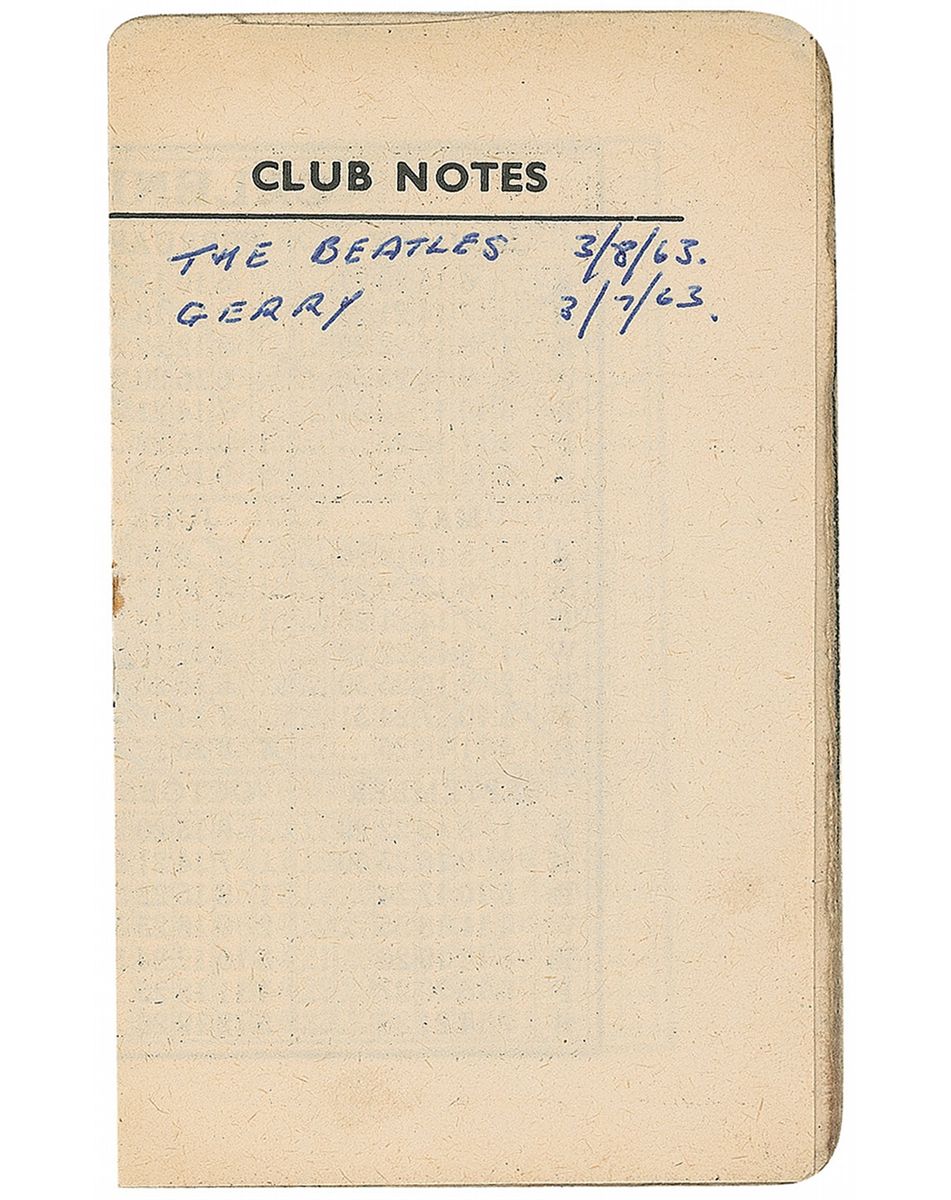 CLUB NOTES
THE BEATLES 3/8/63.
GERRY 3/7/63.